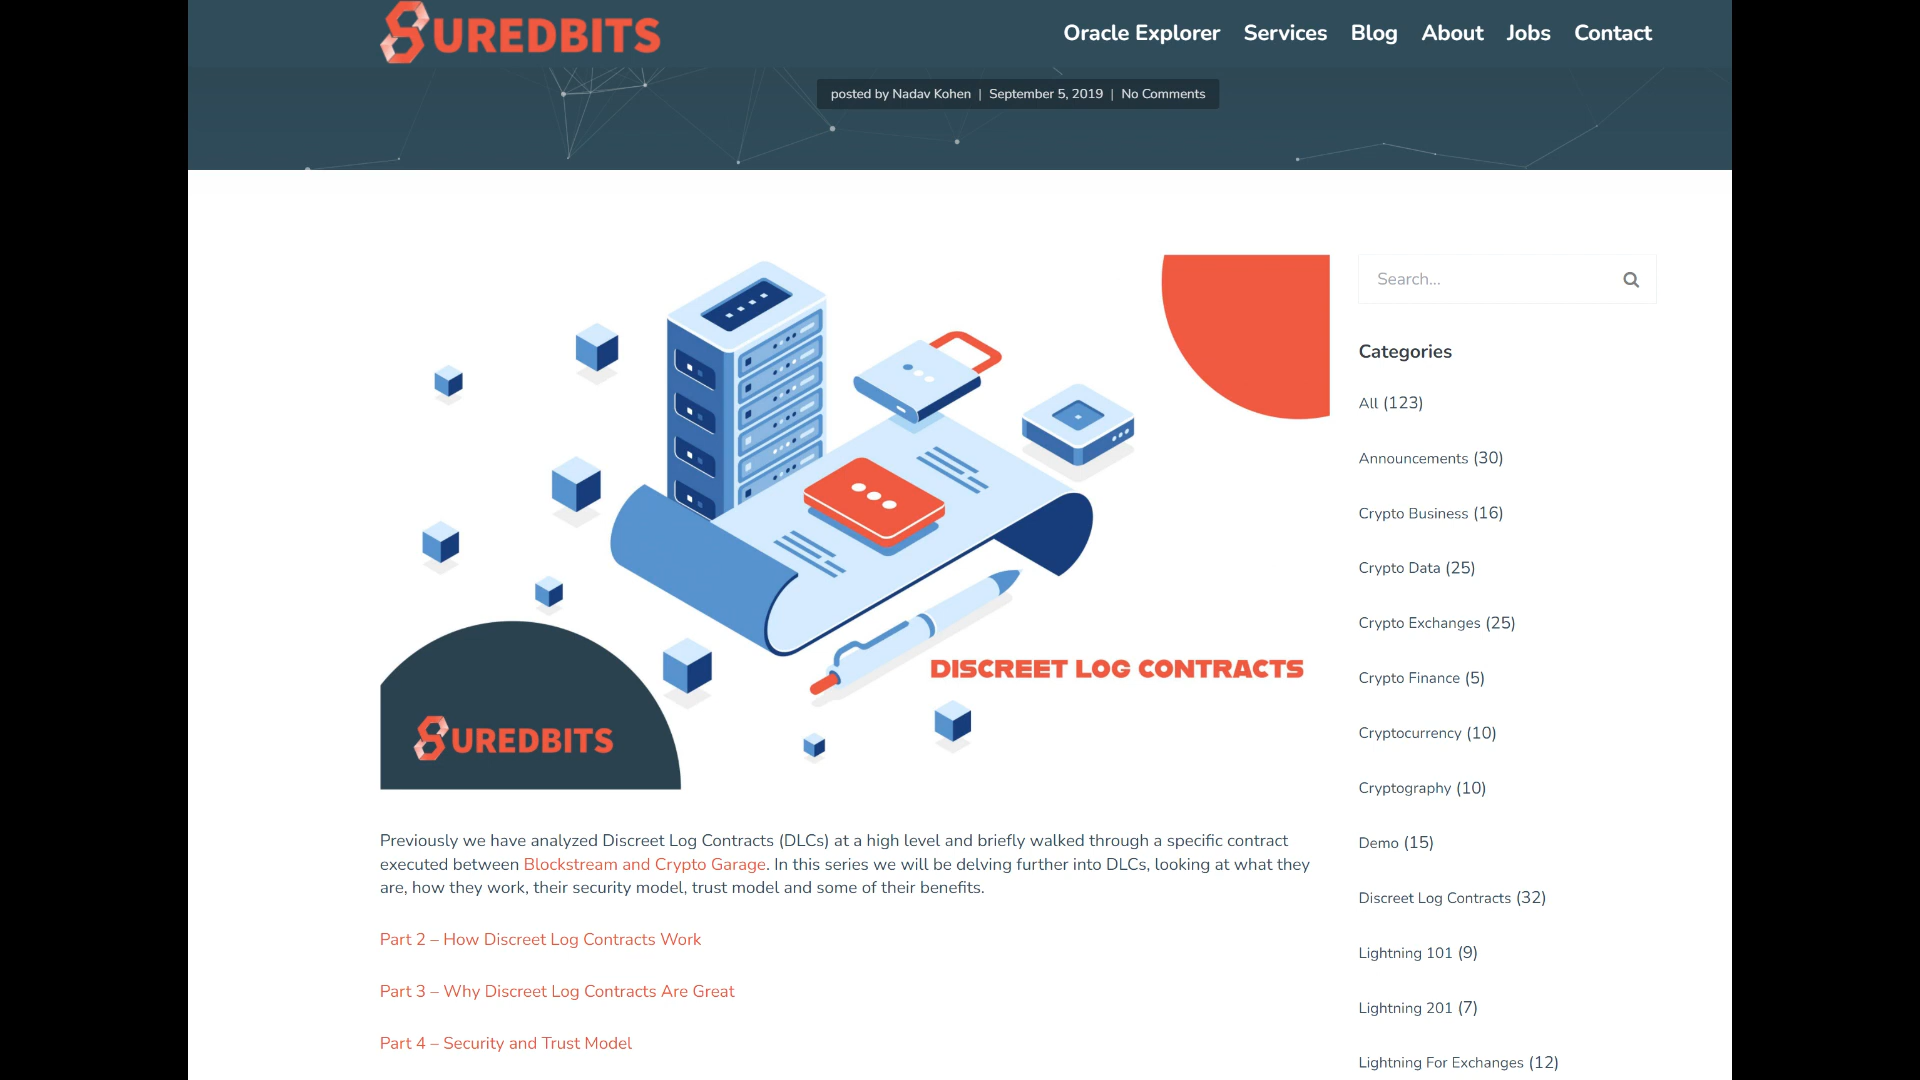 SUREDBITS
Oracle Explorer Services Blog About Jobs Contact
posted by Nadav Kohen | September 5, 2019 | No Comments
DISCREET LOG CONTRACTS
SUREDBITS
Previously we have analyzed Discreet Log Contracts (DLCs) at a high level and briefly walked through a specific contract
executed between Blockstream and Crypto Garage. In this series we will be delving further into DLCs, looking at what they
are, how they work, their security model, trust model and some of their benefits.
Part 2 – How Discreet Log Contracts Work
Part 3 – Why Discreet Log Contracts Are Great
Part 4 – Security and Trust Model
Search...
Categories
All (123)
Announcements (30)
Crypto Business (16)
Crypto Data (25)
Crypto Exchanges (25)
Crypto Finance (5)
Cryptocurrency (10)
Cryptography (10)
Demo (15)
Discreet Log Contracts (32)
Lightning 101 (9)
Lightning 201 (7)
Lightning For Exchanges (12)